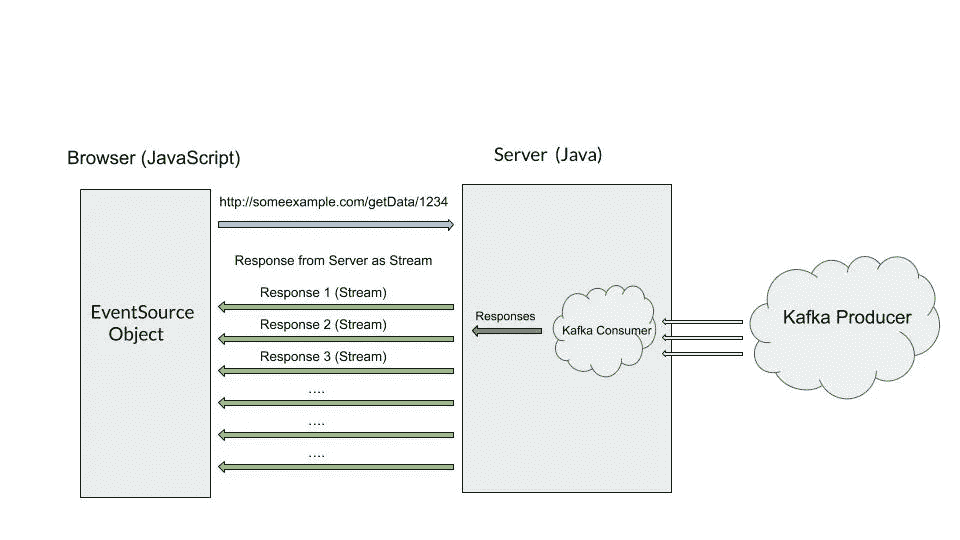 Browser (JavaScript)
Server (Java)
http://someexample.com/getData/1234
Response from Server as Stream
Response 1 (Stream)
Response 2 (Stream)
Response 3 (Stream)
....
....
....
EventSource
Object
Responses
Kafka Consumer
Kafka Producer